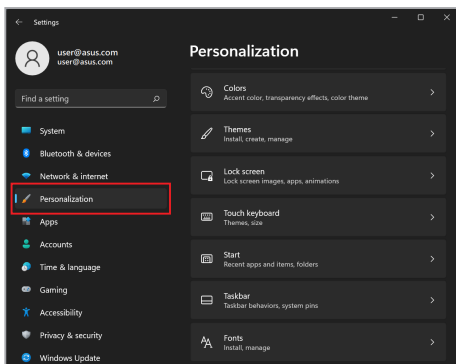 Settings
user@asus.com
user@asus.com
Find a setting
System
Bluetooth & devices
Network & internet
Personalization
Apps
Accounts
Time & language
Gaming
Accessibility
Privacy & security
Windows Update
Personalization
Colors
Accent color, transparency effects, color theme
Themes
Install, create, manage
Lock screen
Lock screen images, apps, animations
Touch keyboard
Themes, size
Start
Recent apps and items, folders
Taskbar
Taskbar behaviors, system pins
Fonts
Install, manage